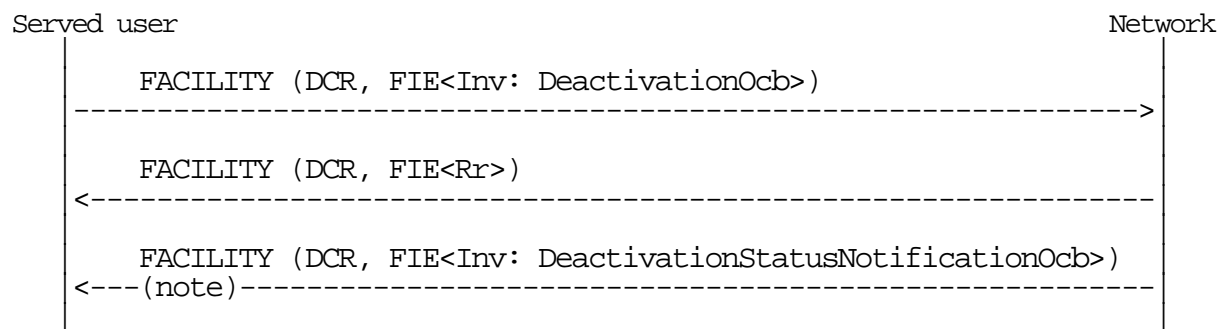 Served user Network
FACILITY (DCR, FIE<Inv: DeactivationOcb>)
FACILITY (DCR, FIE<Rr>)
FACILITY (DCR, FIE<Inv: DeactivationStatusNotificationOcb>)
(note)